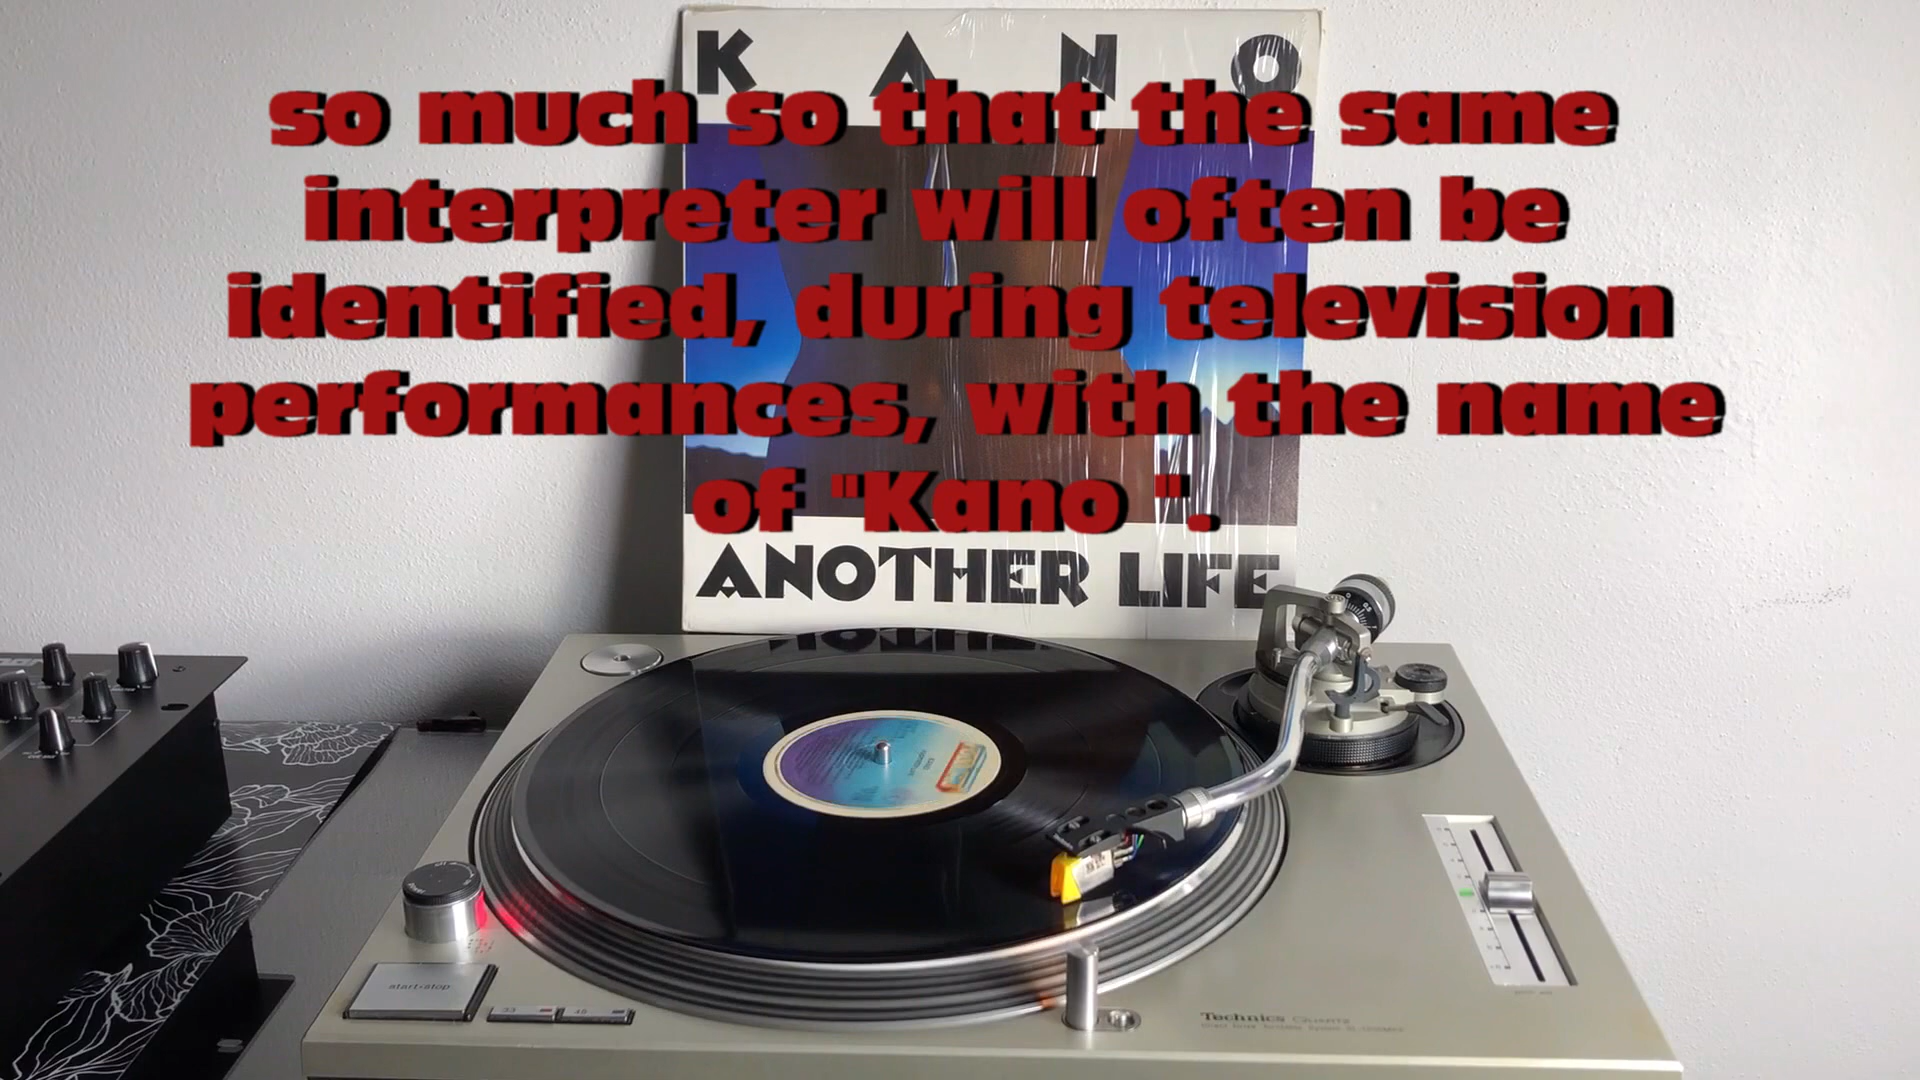 K A N O
so much so that the same
interpreter will often be
identified, during television
performances, with the name
of "Kano ".
ANOTHER LIFE
start•stop
33
45
Technics Quartz